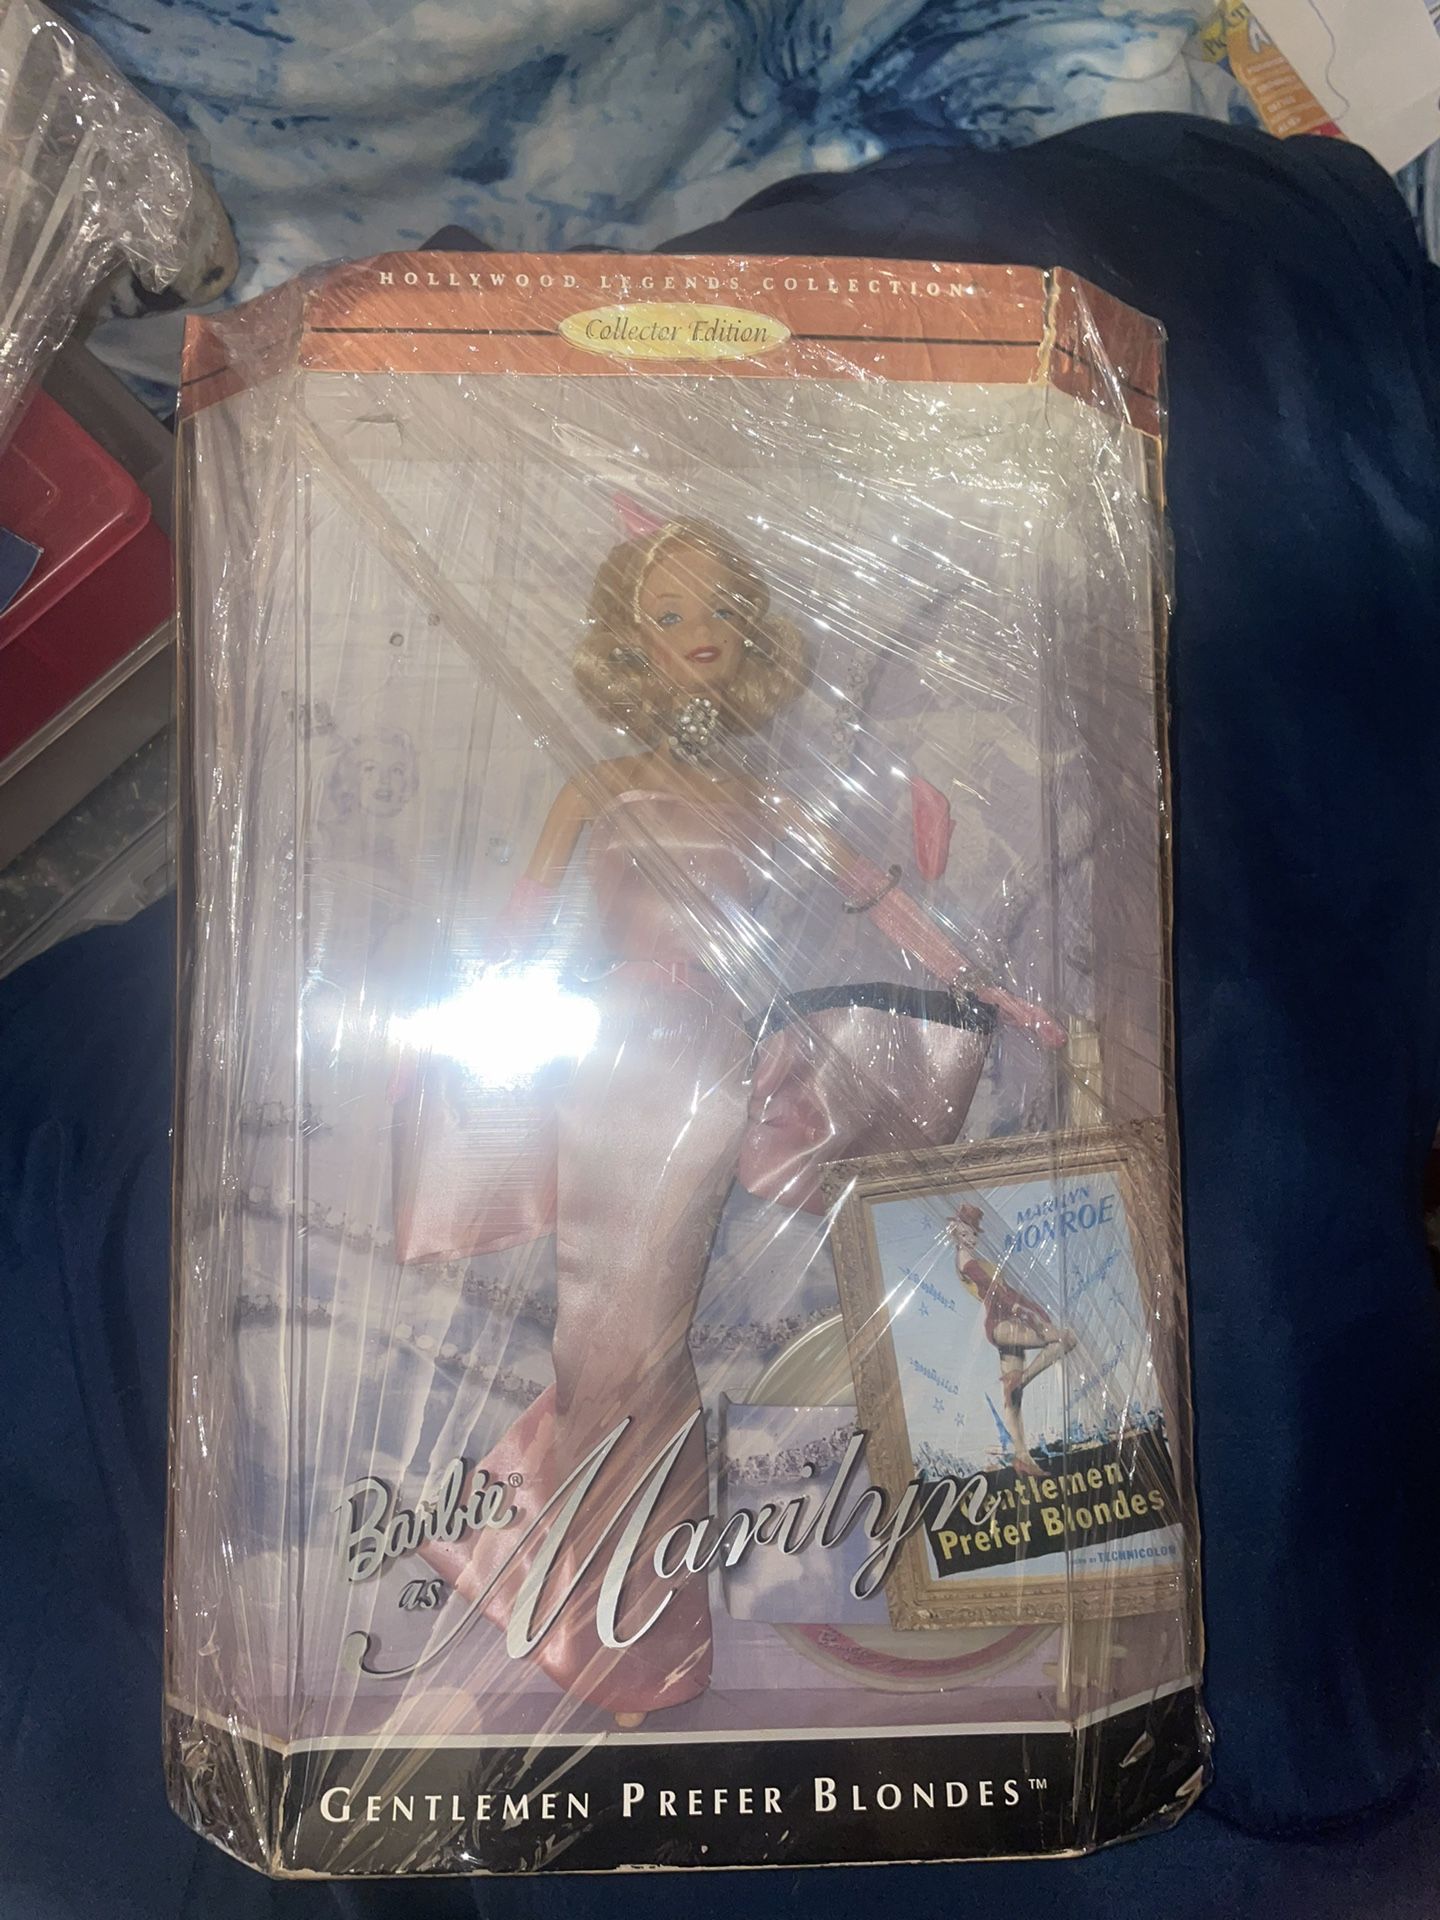 HOLLYWOOD LEGENDS COLLECTION
Collector Edition
MARILYN
MONROE
Gentlemen
Prefer Blondes
TECHNICOLOR
Barbie®
as Marilyn
GENTLEMEN PREFER BLONDES™